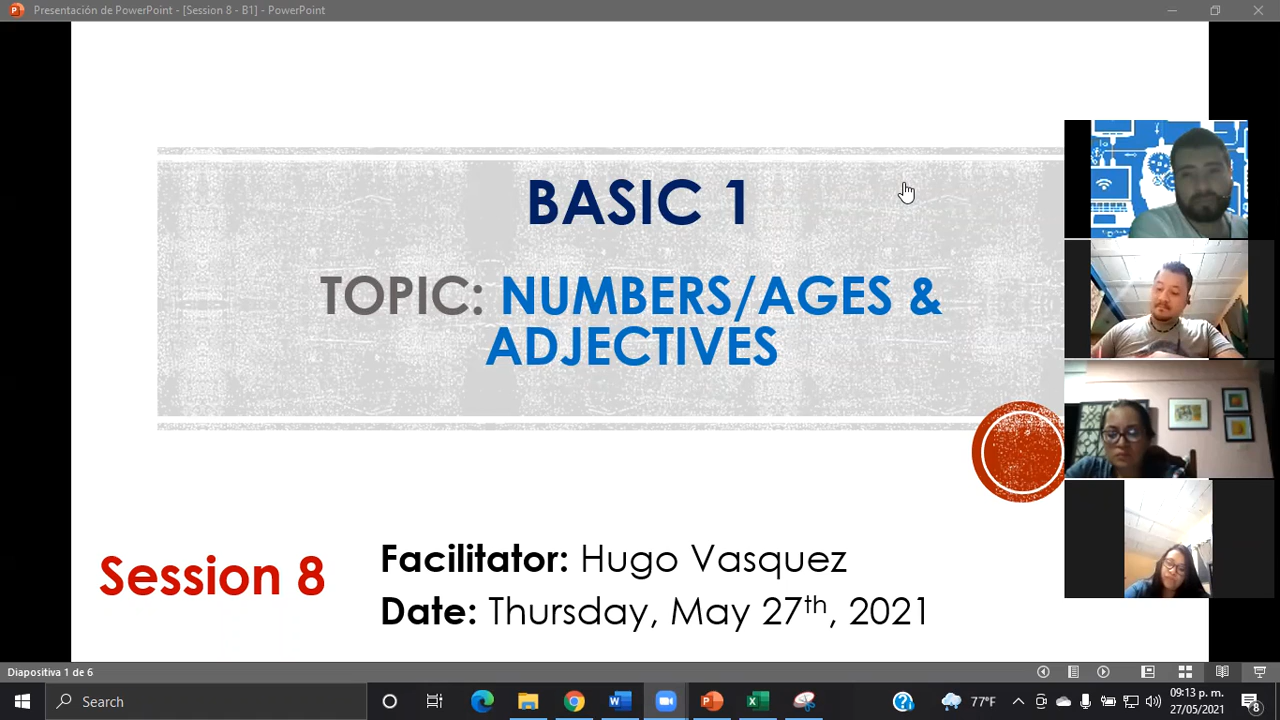 Presentación de PowerPoint - [Session 8 - B1] - PowerPoint
BASIC 1
TOPIC: NUMBERS/AGES &
ADJECTIVES
Session 8
Facilitator: Hugo Vasquez
Date: Thursday, May 27th, 2021
Diapositiva 1 de 6
Search
77°F
09:13 p. m.
27/05/2021
8